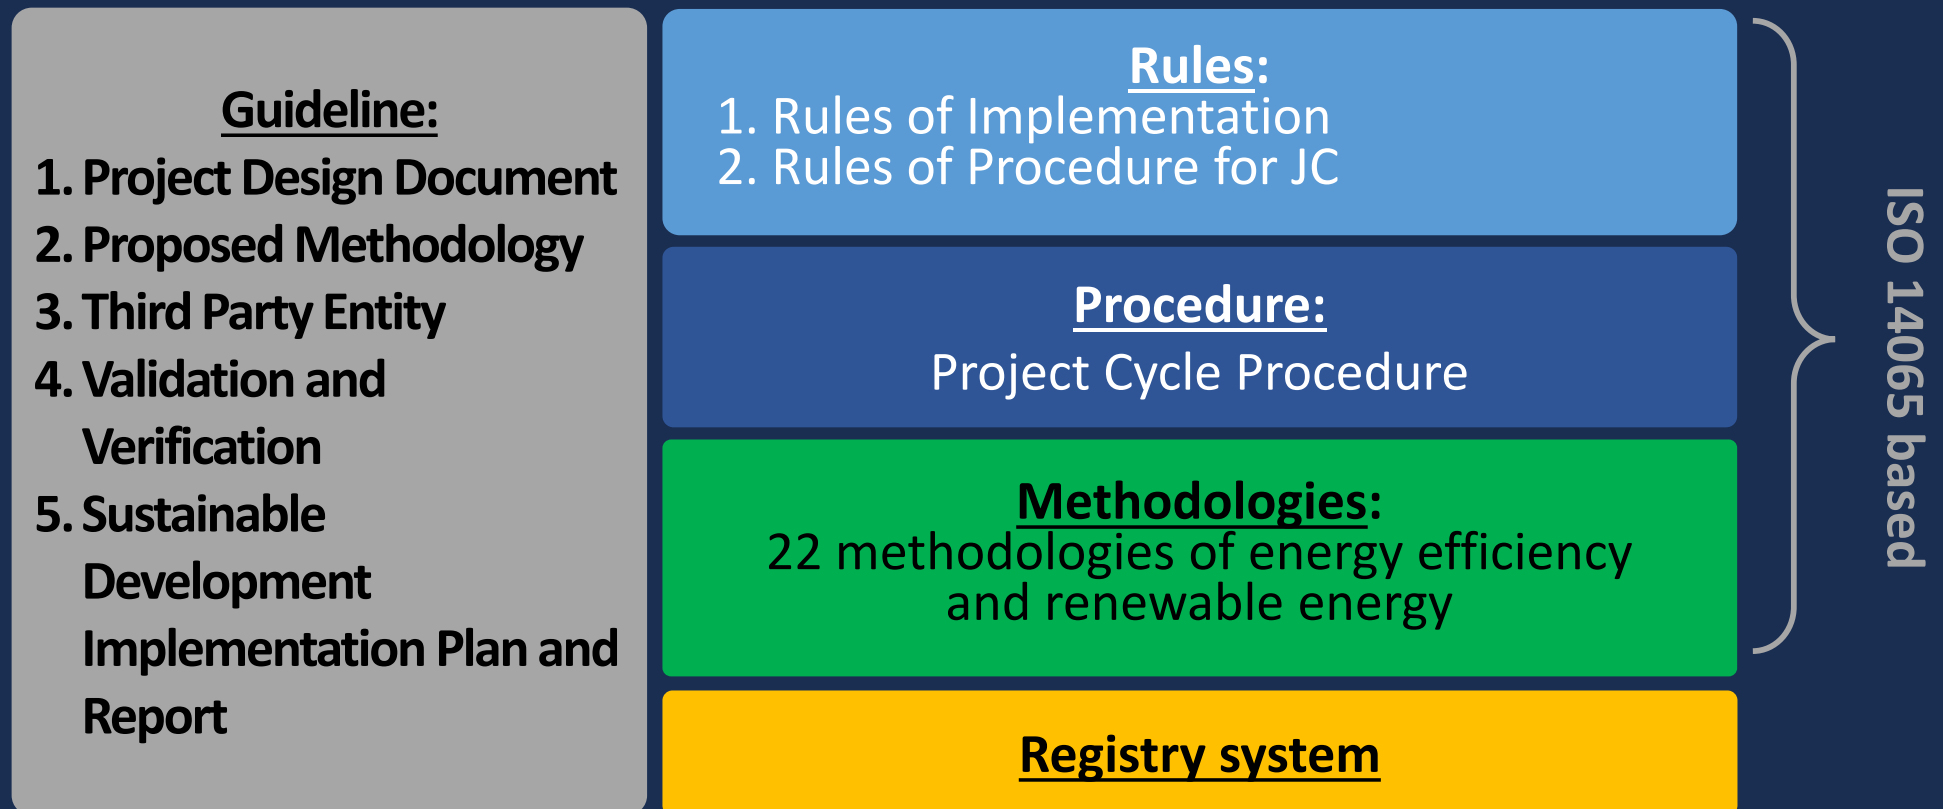 Guideline:
1. Project Design Document
2. Proposed Methodology
3. Third Party Entity
4. Validation and
Verification
5. Sustainable
Development
Implementation Plan and
Report
Rules:
1. Rules of Implementation
2. Rules of Procedure for JC
Procedure:
Project Cycle Procedure
Methodologies:
22 methodologies of energy efficiency
and renewable energy
Registry system
ISO 14065 based